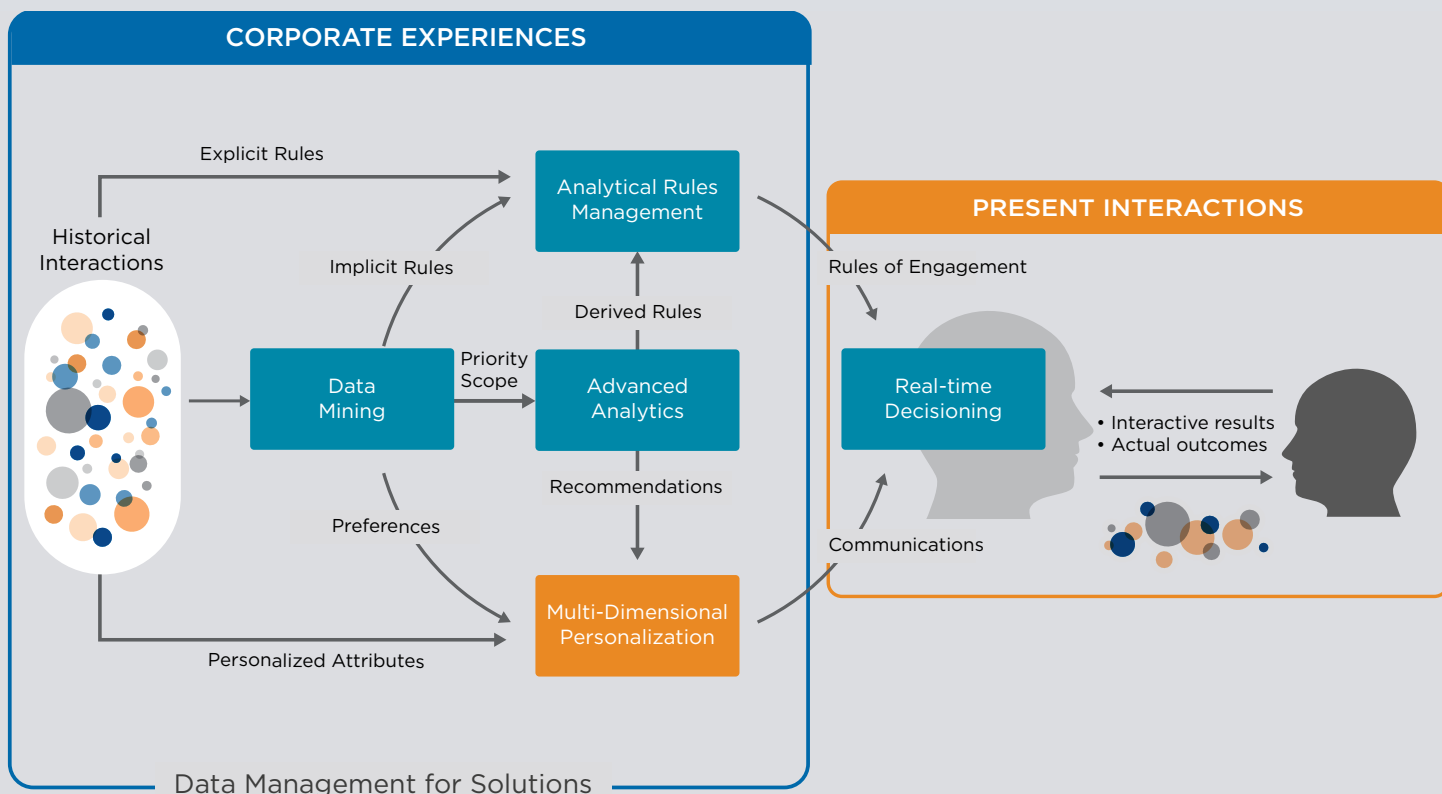 CORPORATE EXPERIENCES
Explicit Rules
Analytical Rules
Management
PRESENT INTERACTIONS
Historical
Interactions
Implicit Rules
Rules of Engagement
Derived Rules
Priority
Scope
Data
Mining
Advanced
Analytics
Real-time
Decisioning
• Interactive results
• Actual outcomes
Recommendations
Preferences
Communications
Multi-Dimensional
Personalization
Personalized Attributes
Data Management for Solutions